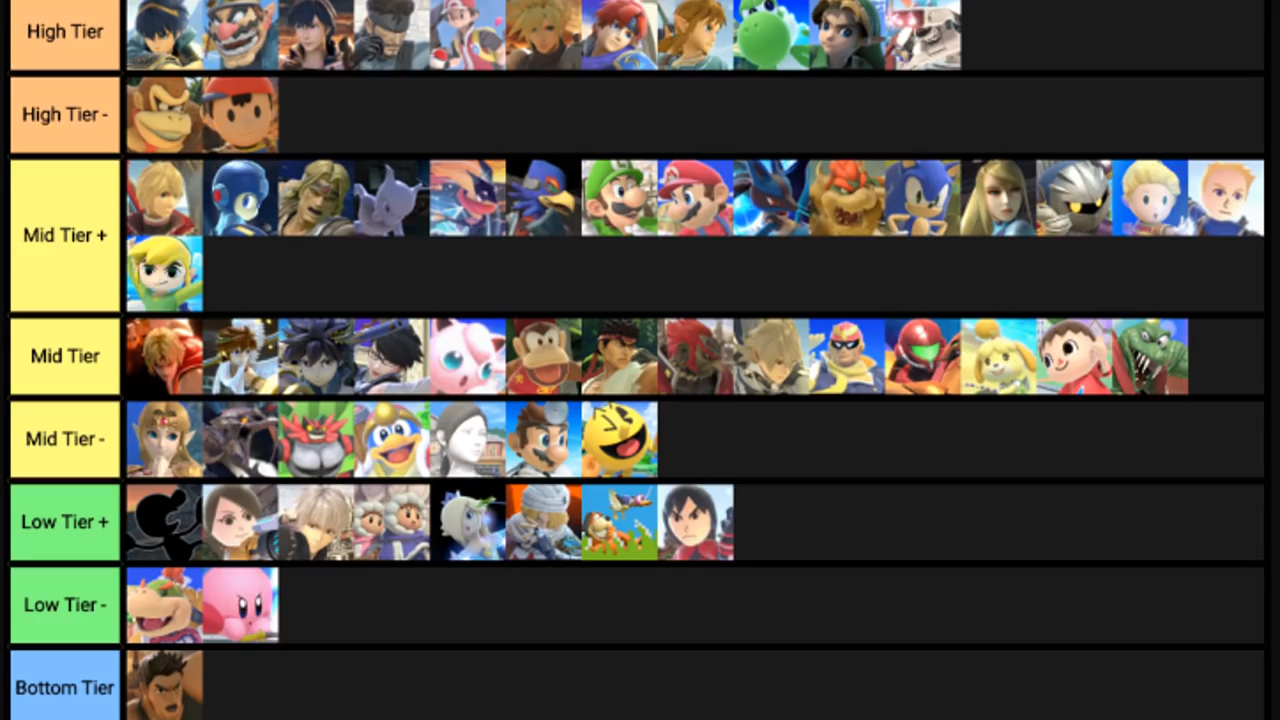 High Tier
High Tier -
Mid Tier +
Mid Tier
Mid Tier -
Low Tier +
Low Tier -
Bottom Tier